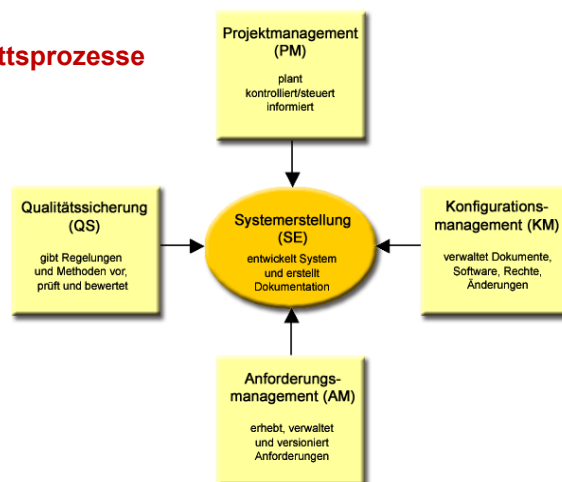 ttsprozesse
Projektmanagement
(PM)
plant
kontrolliert/steuert
informiert
Qualitätssicherung
(QS)
gibt Regelungen
und Methoden vor,
prüft und bewertet
Systemerstellung
(SE)
entwickelt System
und erstellt
Dokumentation
Konfigurations-
management (KM)
verwaltet Dokumente,
Software, Rechte,
Änderungen
Anforderungs-
management (AM)
erhebt, verwaltet
und versioniert
Anforderungen